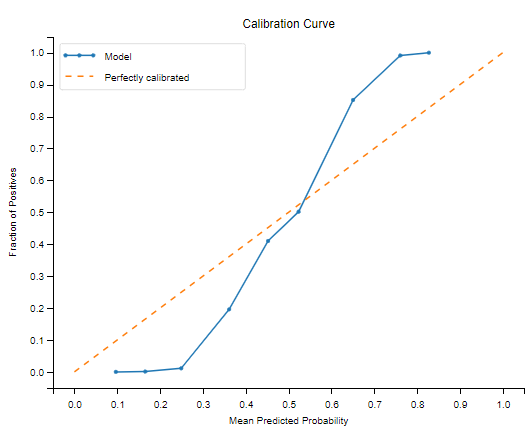 Calibration Curve
Model
Perfectly calibrated
1.0
0.9
0.8
0.7
0.6
0.5
0.4
0.3
0.2
0.1
0.0
Fraction of Positives
0.0 0.1 0.2 0.3 0.4 0.5 0.6 0.7 0.8 0.9 1.0
Mean Predicted Probability